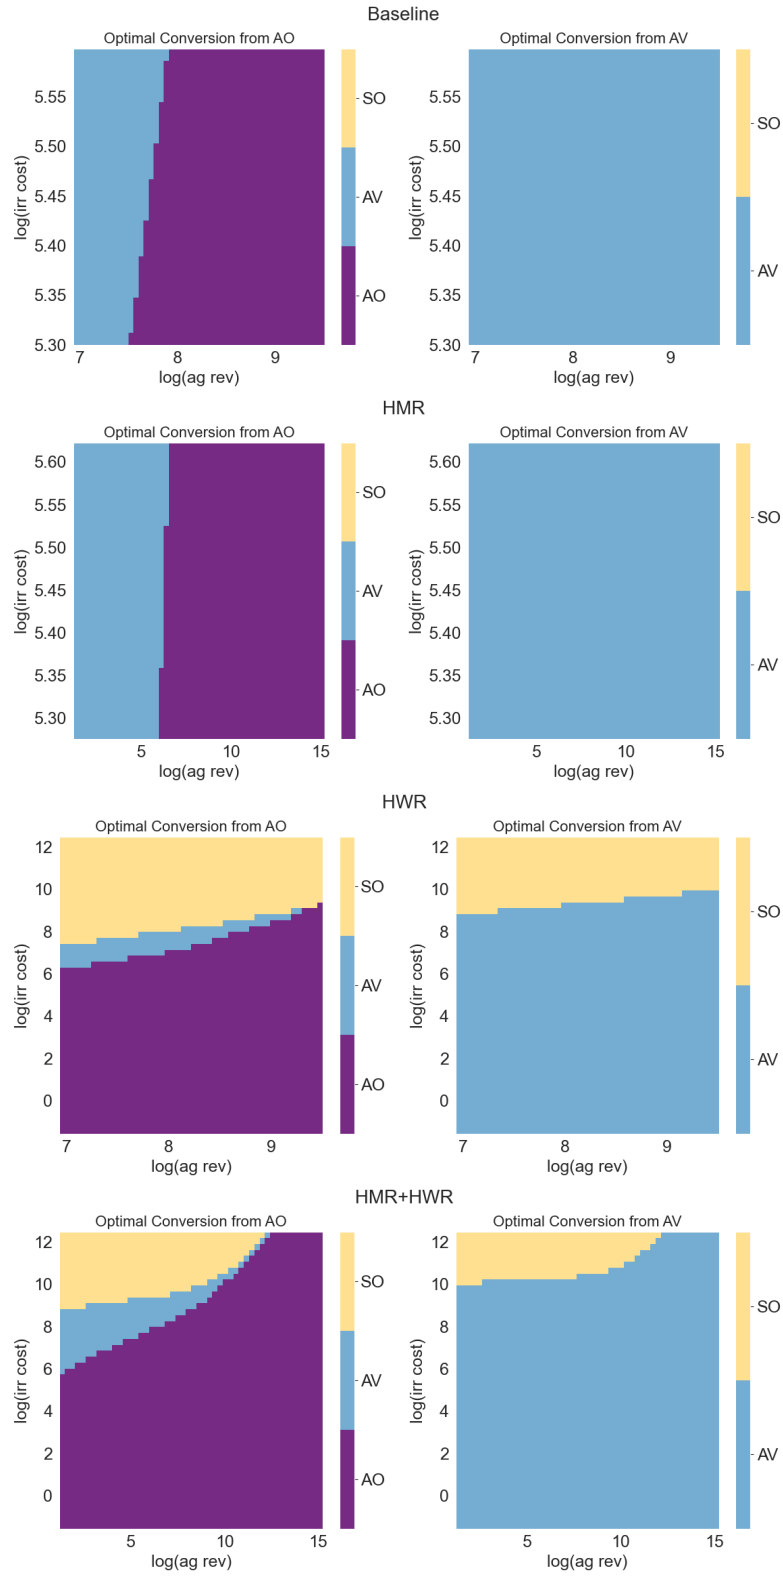 Baseline
Optimal Conversion from AO
Optimal Conversion from AV
log(irr cost)
5.55
5.50
5.45
5.40
5.35
5.30
7
8
9
log(ag rev)
SO
AV
AO
log(irr cost)
5.55
5.50
5.45
5.40
5.35
5.30
7
8
9
log(ag rev)
SO
AV
HMR
Optimal Conversion from AO
Optimal Conversion from AV
log(irr cost)
5.60
5.55
5.50
5.45
5.40
5.35
5.30
5
10
15
log(ag rev)
SO
AV
AO
log(irr cost)
5.60
5.55
5.50
5.45
5.40
5.35
5.30
5
10
15
log(ag rev)
SO
AV
HWR
Optimal Conversion from AO
Optimal Conversion from AV
log(irr cost)
12
10
8
6
4
2
0
7
8
9
log(ag rev)
SO
AV
AO
log(irr cost)
12
10
8
6
4
2
0
7
8
9
log(ag rev)
SO
AV
HMR+HWR
Optimal Conversion from AO
Optimal Conversion from AV
log(irr cost)
12
10
8
6
4
2
0
5
10
15
log(ag rev)
SO
AV
AO
log(irr cost)
12
10
8
6
4
2
0
5
10
15
log(ag rev)
SO
AV